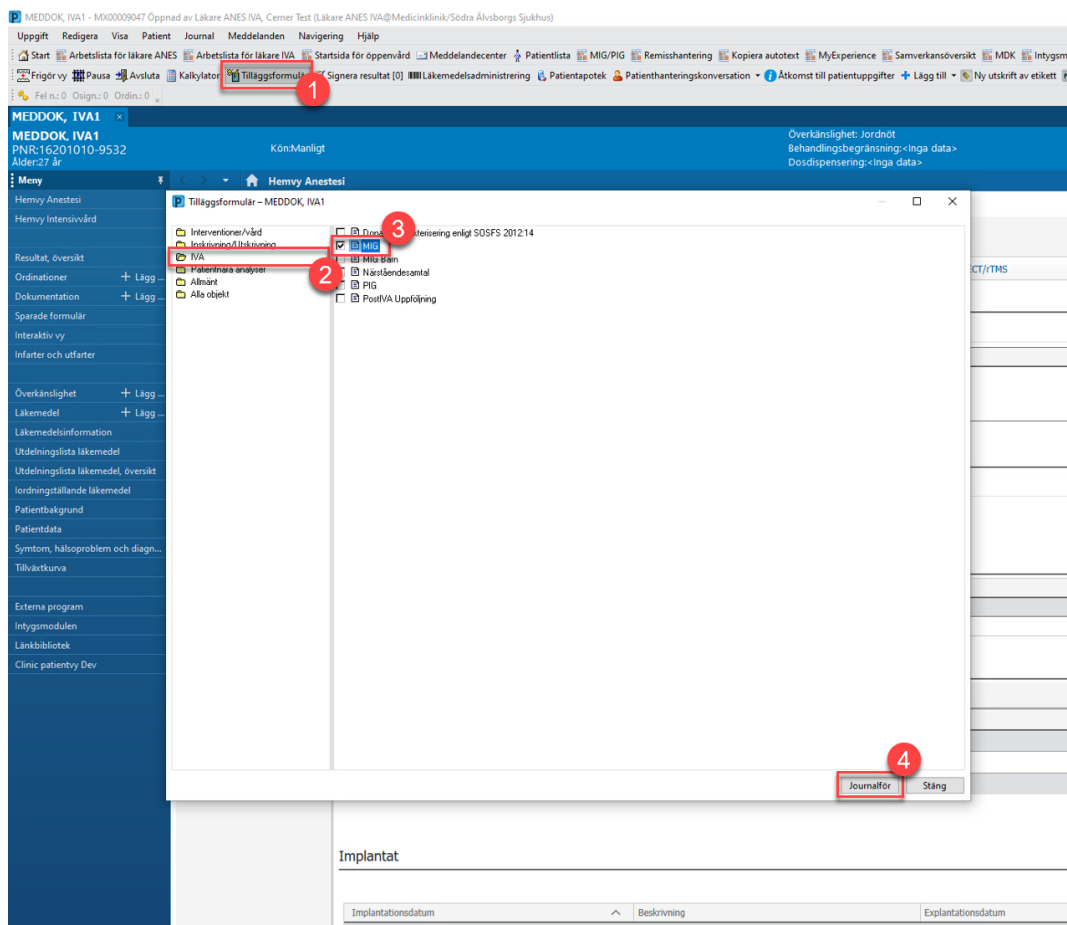 MEDDOK, IVA1 - MX00009047 Öppnad av Läkare ANES IVA, Cerner Test (Läkare ANES IVA@Medicinklinik/Södra Älvsborgs Sjukhus)
Uppgift Redigera Visa Patient Journal Meddelanden Navigering Hjälp
Start Arbetslista för läkare ANES Arbetslista för läkare IVA Startsida för öppenvård Meddelandecenter Patientlista MIG/PIG Remisshantering Kopiera autotext MyExperience Samverkansöversikt MDK Intygsm
Frigör vy Pausa Avsluta Kalkylator Tilläggsformulä Signera resultat [0] Läkemedelsadministrering Patientapotek Patienthanteringskonversation Åtkomst till patientuppgifter Lägg till Ny utskrift av etikett
1
Fel n.: 0 Osign.: 0 Ordin.: 0
MEDDOK, IVA1
MEDDOK, IVA1
PNR:16201010-9532
Ålder:27 år
Kön:Manligt
Överkänslighet: Jordnöt
Behandlingsbegränsning:<Inga data>
Dosdispensering:<Inga data>
Meny
Hemvy Anestesi
Hemvy Anestesi
Hemvy Intensivvård
Resultat, översikt
Ordinationer + Lägg ...
Dokumentation + Lägg ...
Sparade formulär
Interaktiv vy
Infarter och utfarter
Överkänslighet + Lägg ...
Läkemedel + Lägg ...
Läkemedelsinformation
Utdelningslista läkemedel
Utdelningslista läkemedel, översikt
Iordningställande läkemedel
Patientbakgrund
Patientdata
Symtom, hälsoproblem och diagn...
Tillväxtkurva
Externa program
Intygsmodulen
Länkbibliotek
Clinic patientvy Dev
Tilläggsformulär – MEDDOK, IVA1
Interventioner/vård
Inskrivning/Utskrivning
IVA
Patientnära analyser
Allmänt
Alla objekt
2
3
Dona kterisering enligt SOSFS 2012:14
MIG
MIG Barn
Närståendesamtal
PIG
PostIVA Uppföljning
ECT/rTMS
4
Journalför
Stäng
Implantat
Implantationsdatum
Beskrivning
Explantationsdatum